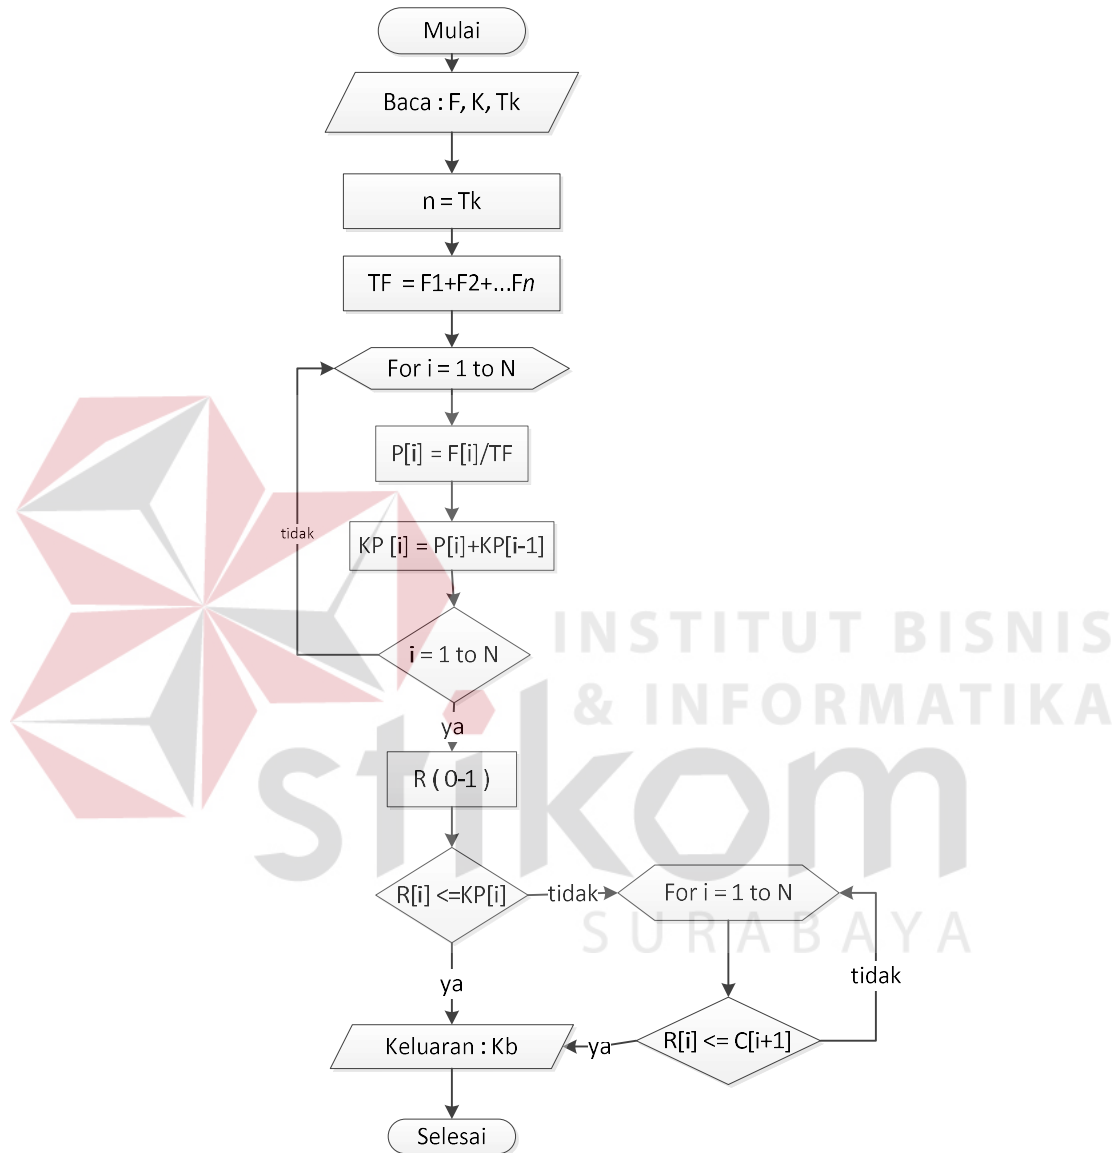 Mulai
Baca : F, K, Tk
n = Tk
TF = F1+F2+...Fn
For i = 1 to N
P[i] = F[i]/TF
tidak
KP [i] = P[i]+KP[i-1]
i = 1 to N
ya
R ( 0-1 )
R[i] <=KP[i]
tidak
For i = 1 to N
tidak
ya
R[i] <= C[i+1]
ya
Keluaran : Kb
Selesai
INSTITUT BISNIS
& INFORMATIKA
stikom
SURABAYA